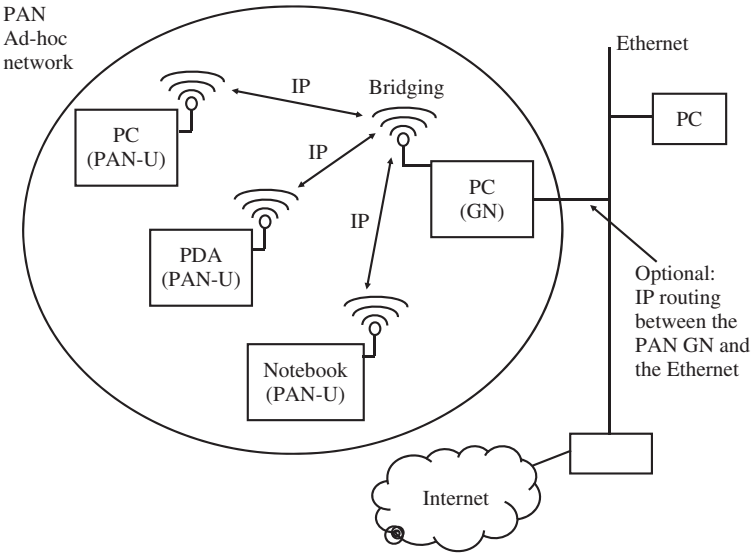 PAN
Ad-hoc
network
Ethernet
IP
Bridging
PC
(PAN-U)
IP
PC
PC
(GN)
IP
PDA
(PAN-U)
Optional:
IP routing
between the
PAN GN and
the Ethernet
Notebook
(PAN-U)
Internet